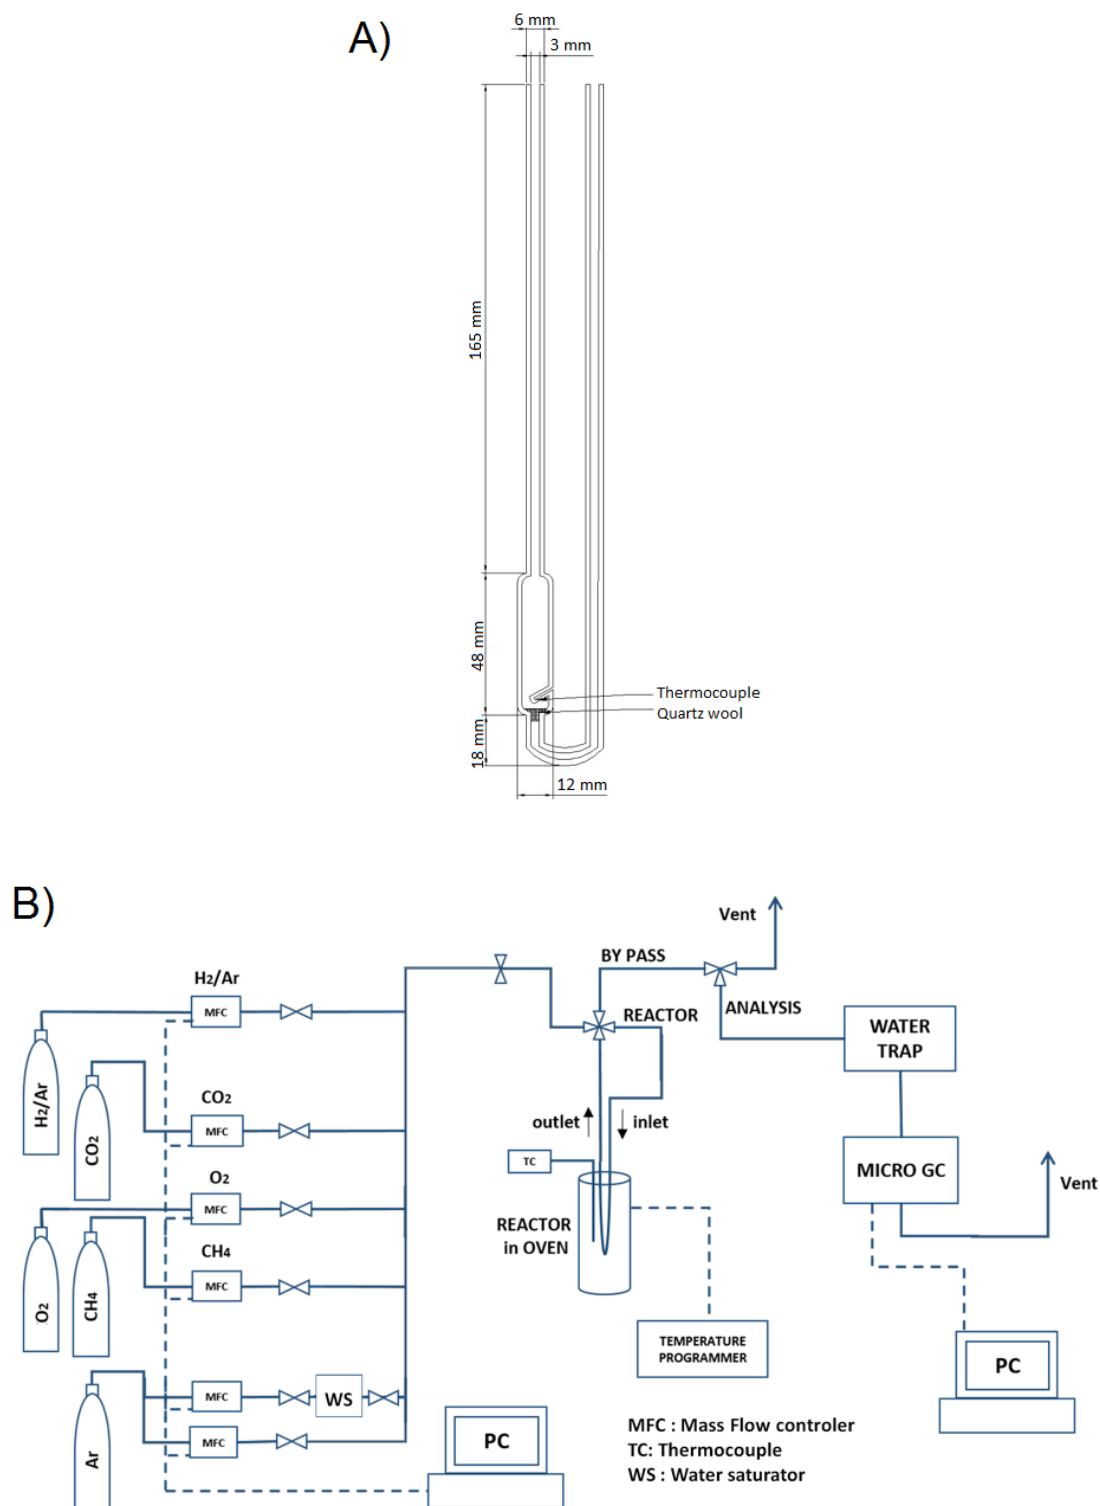 A)
6 mm
3 mm
165 mm
48 mm
Thermocouple
Quartz wool
18 mm
12 mm
B)
Vent
BY PASS
H2/Ar
MFC
ANALYSIS
REACTOR
WATER
TRAP
H2/Ar
CO2
MFC
CO2
outlet
inlet
TC
MICRO GC
Vent
O2
MFC
REACTOR
in OVEN
CH4
MFC
O2
CH4
TEMPERATURE
PROGRAMMER
PC
MFC
WS
MFC
Ar
PC
MFC : Mass Flow controler
TC: Thermocouple
WS : Water saturator